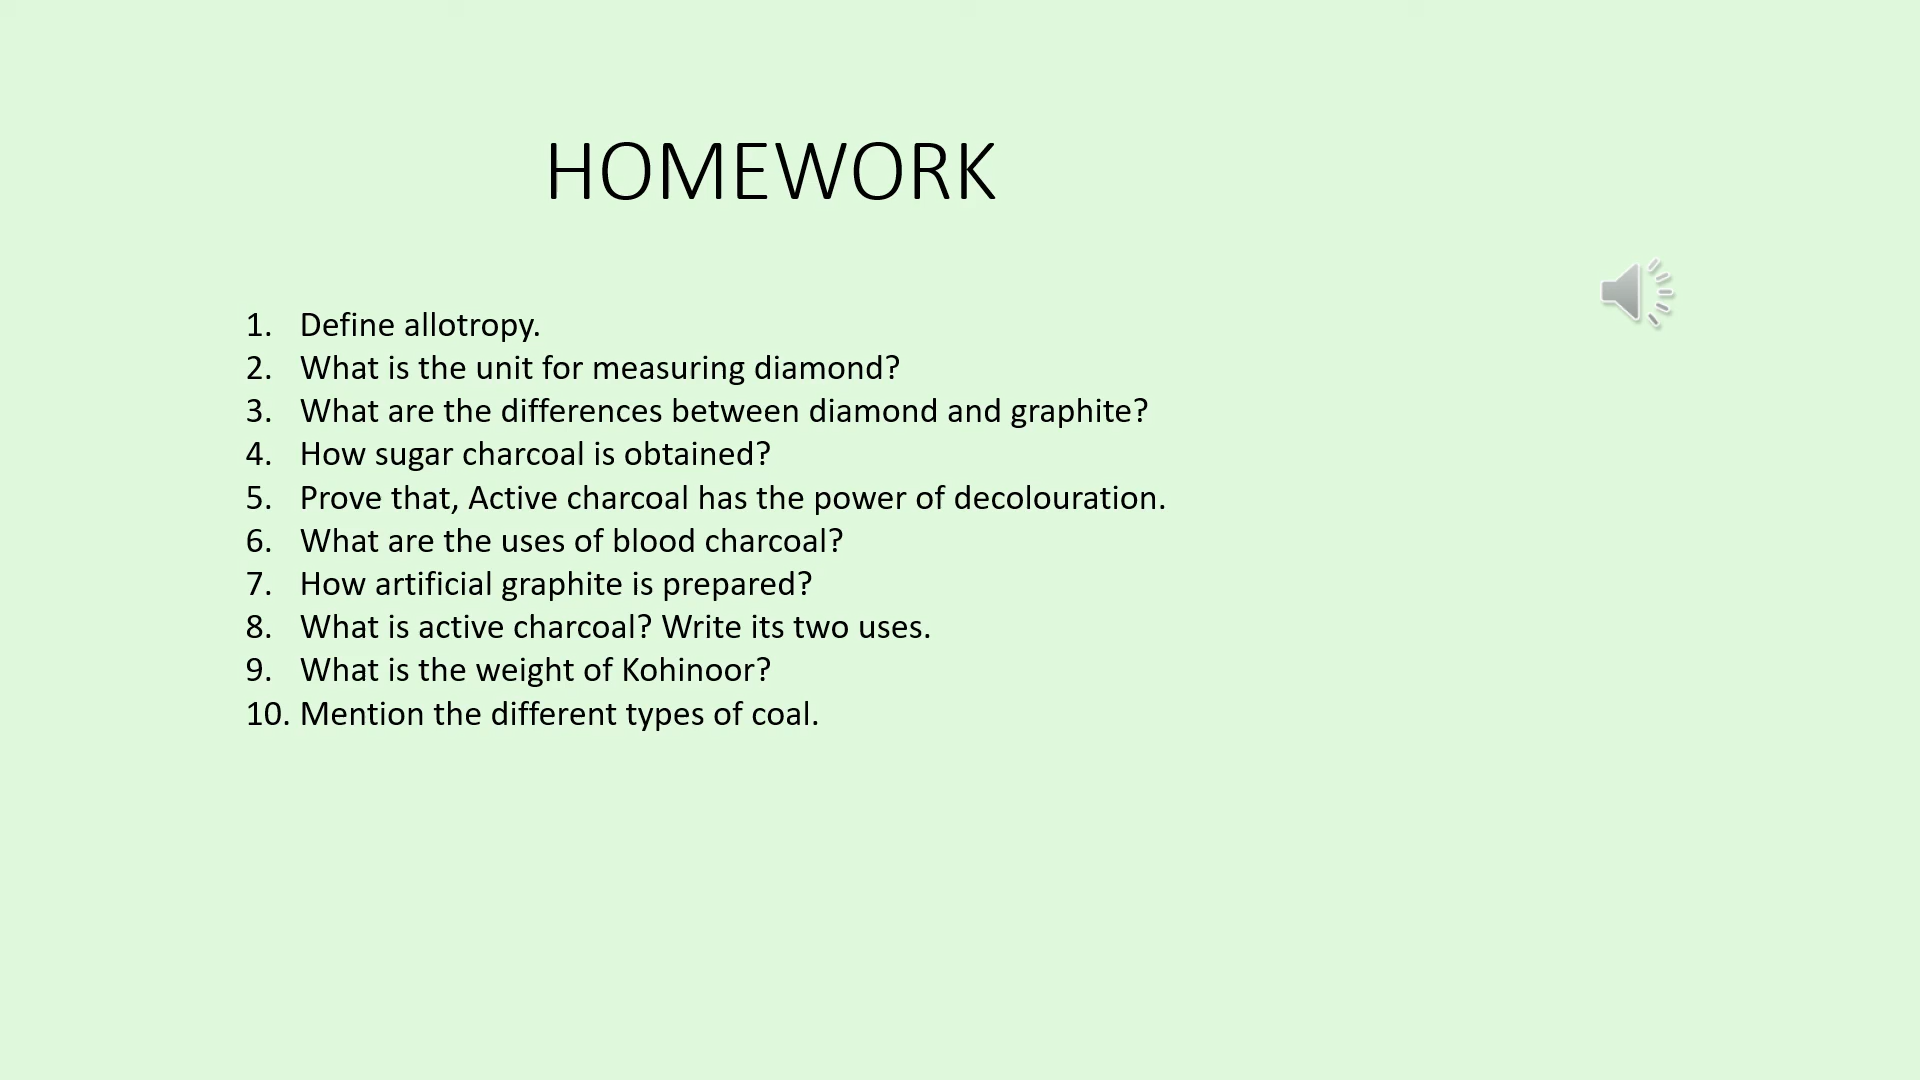 HOMEWORK
1. Define allotropy.
2. What is the unit for measuring diamond?
3. What are the differences between diamond and graphite?
4. How sugar charcoal is obtained?
5. Prove that, Active charcoal has the power of decolouration.
6. What are the uses of blood charcoal?
7. How artificial graphite is prepared?
8. What is active charcoal? Write its two uses.
9. What is the weight of Kohinoor?
10. Mention the different types of coal.